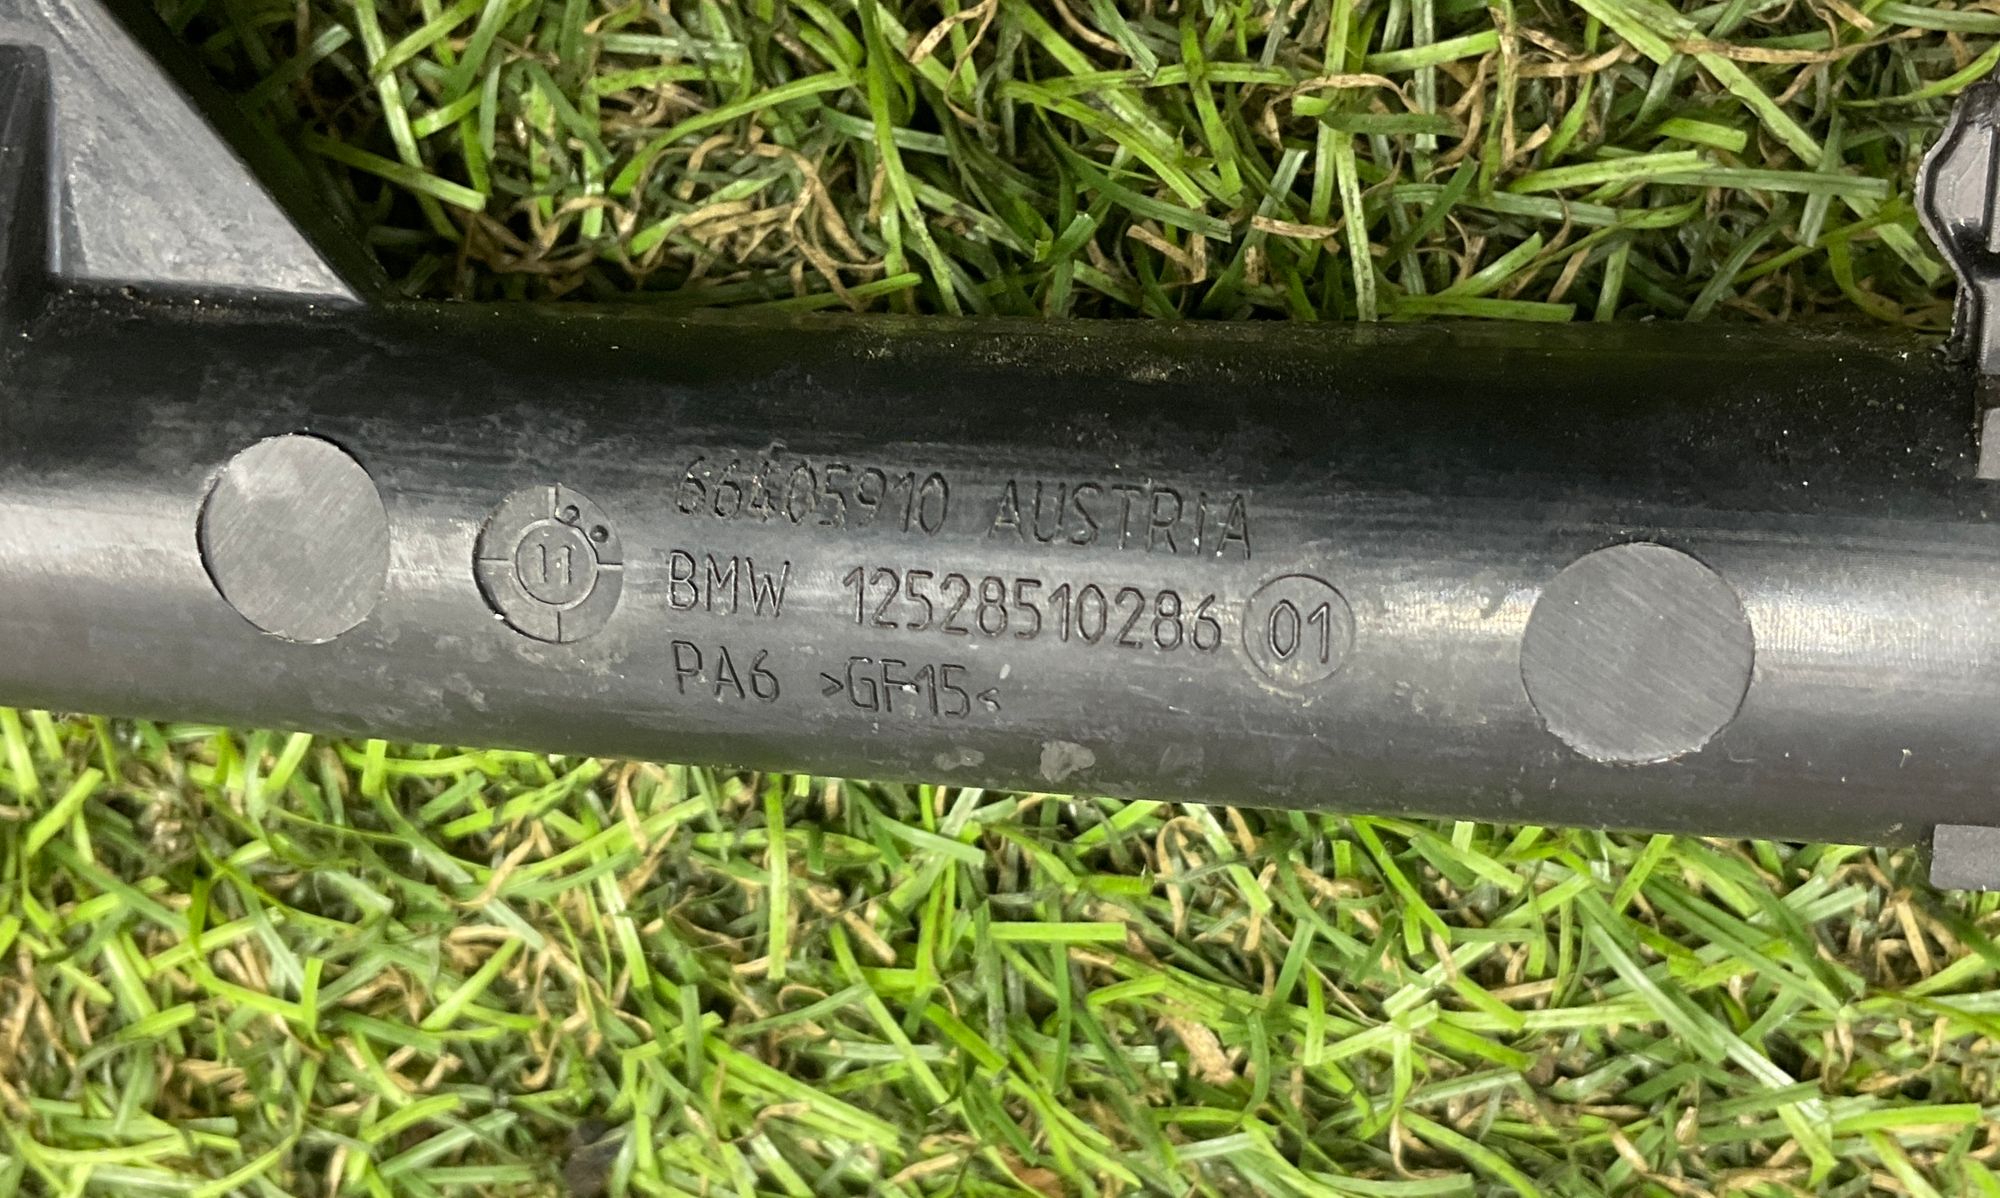 66405910 AUSTRIA
11
BMW 12528510286 01
PA6 >GF15<